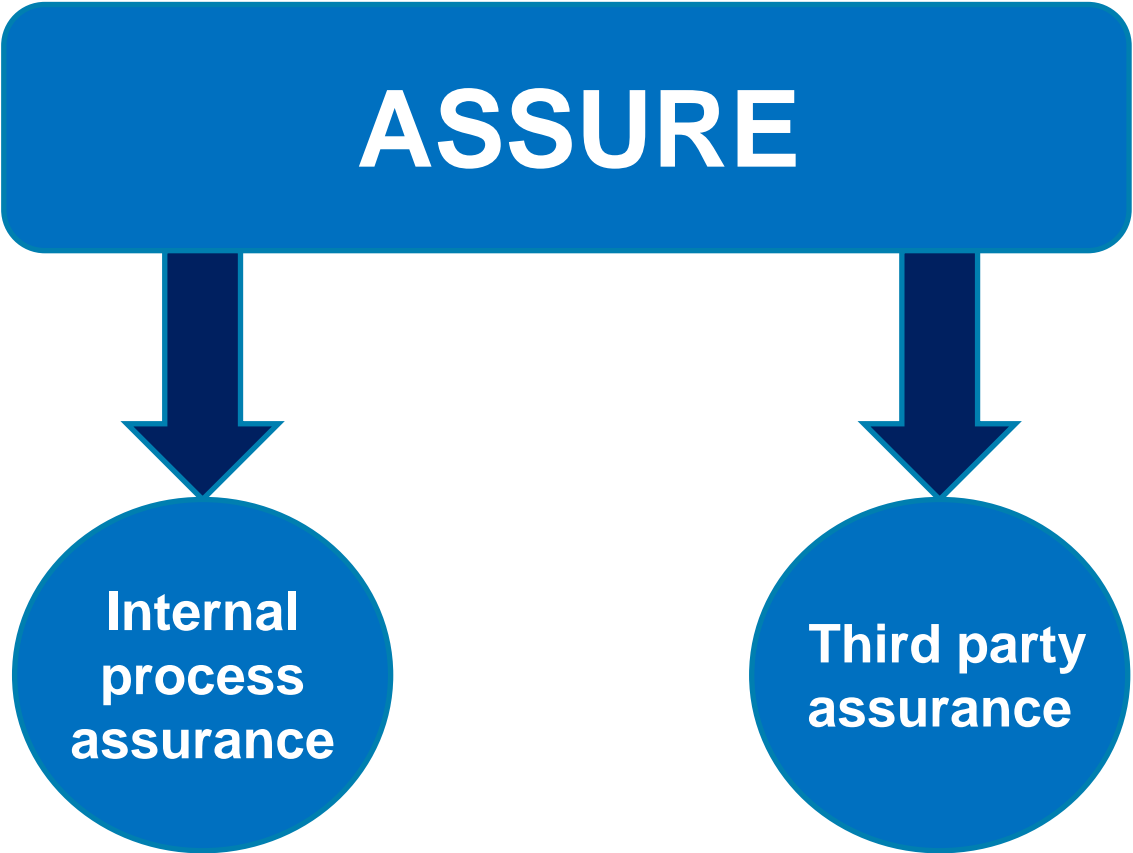 ASSURE
Internal
process
assurance
Third party
assurance